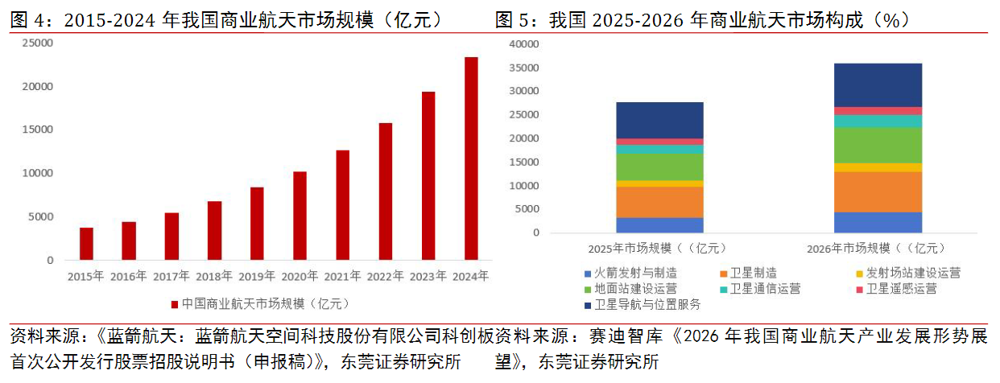 图 4：2015-2024 年我国商业航天市场规模（亿元）
25000
20000
15000
10000
5000
0
2015年 2016年 2017年 2018年 2019年 2020年 2021年 2022年 2023年 2024年
中国商业航天市场规模（亿元）
资料来源：《蓝箭航天：蓝箭航天空间科技股份有限公司科创板
首次公开发行股票招股说明书（申报稿）》，东莞证券研究所
图 5：我国 2025-2026 年商业航天市场构成（%）
40000
35000
30000
25000
20000
15000
10000
5000
0
2025年市场规模（（亿元） 2026年市场规模（（亿元）
火箭发射与制造 卫星制造 发射场站建设运营
地面站建设运营 卫星通信运营 卫星遥感运营
卫星导航与位置服务
资料来源：赛迪智库《2026 年我国商业航天产业发展形势展
望》，东莞证券研究所